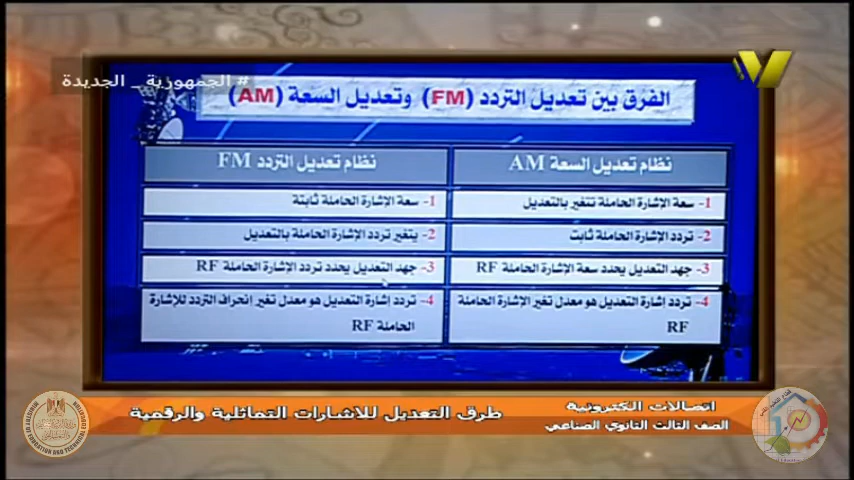 # الجمهورية _ الجديدة
الفرق بين تعديل التردد (FM) وتعديل السعة (AM)
نظام تعديل السعة AM
نظام تعديل التردد FM
1- سعة الإشارة الحاملة تتغير بالتعديل
1- سعة الإشارة الحاملة ثابتة
2- تردد الإشارة الحاملة ثابت
2- يتغير تردد الإشارة الحاملة بالتعديل
3- جهد التعديل يحدد سعة الإشارة الحاملة RF
3- جهد التعديل يحدد تردد الإشارة الحاملة RF
4- تردد إشارة التعديل هو معدل تغير الإشارة الحاملة
RF
4- تردد إشارة التعديل هو معدل تغير إنحراف التردد للإشارة
الحاملة RF
اتصالات الكترونية
الصف الثالث الثانوي الصناعي
طرق التعديل للاشارات التماثلية والرقمية